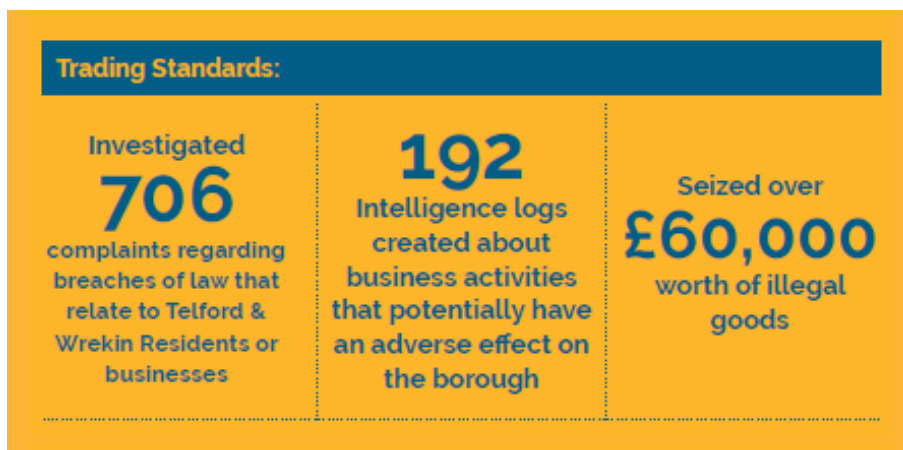 Trading Standards:
Investigated
706
complaints regarding
breaches of law that
relate to Telford &
Wrekin Residents or
businesses
192
Intelligence logs
created about
business activities
that potentially have
an adverse effect on
the borough
Seized over
£60,000
worth of illegal
goods